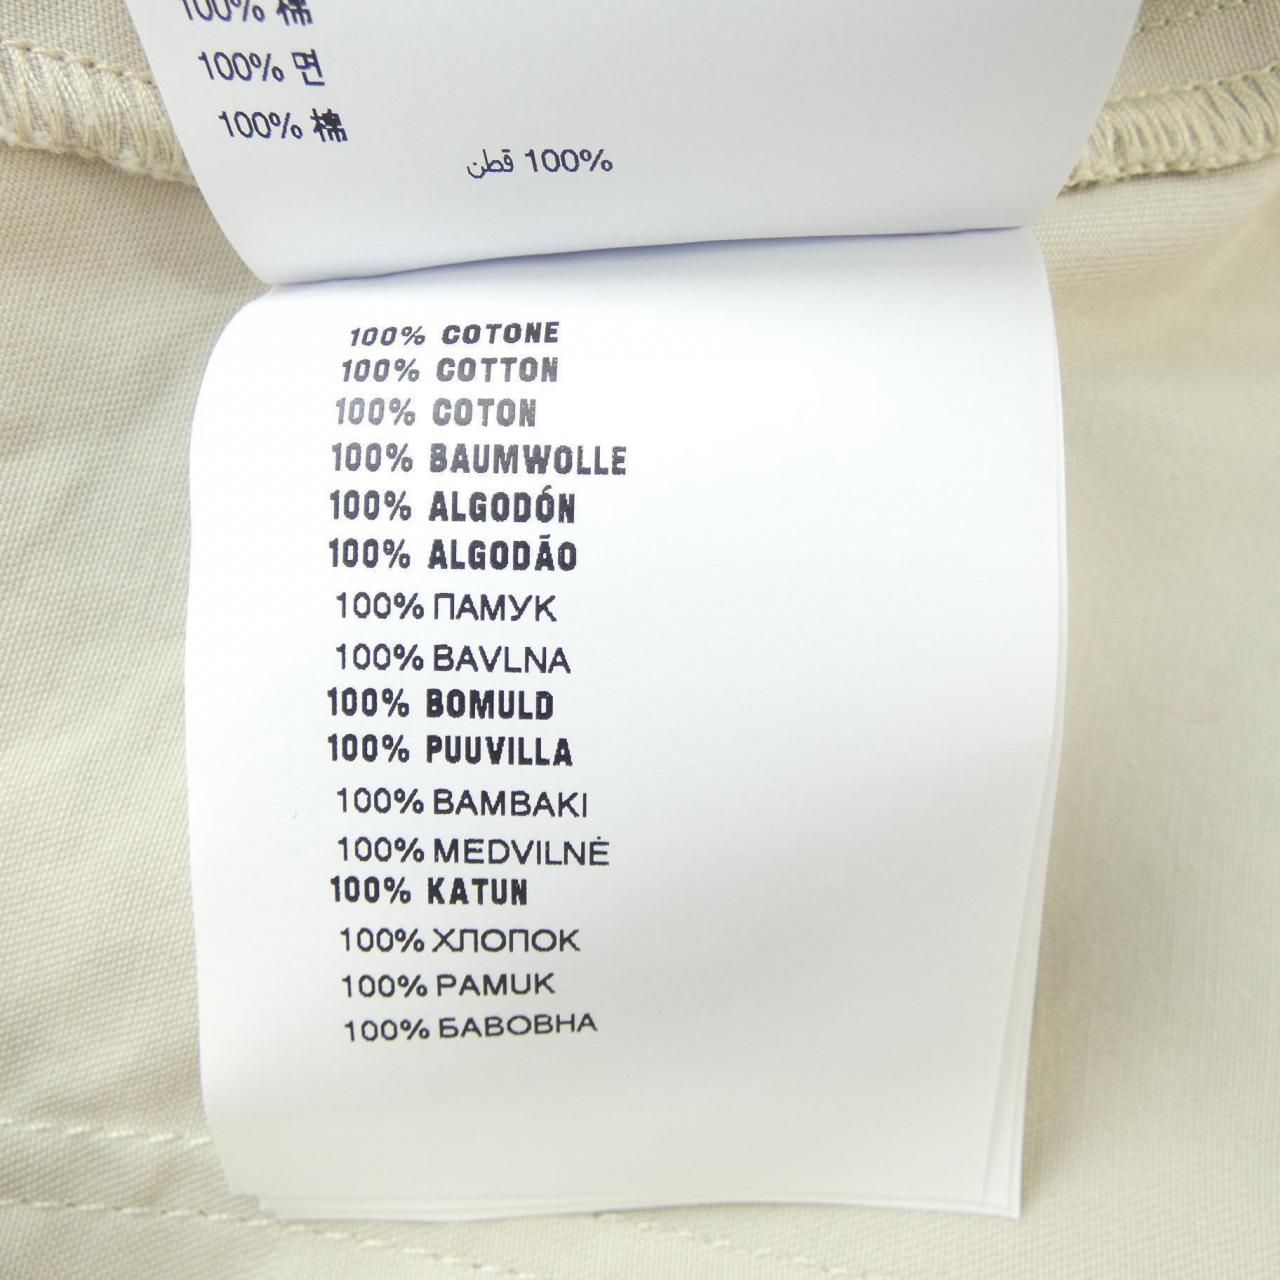 100% 棉
100% 면
100% 棉
100% قطن
100% COTONE
100% COTTON
100% COTON
100% BAUMWOLLE
100% ALGODÓN
100% ALGODÃO
100% ПАМУК
100% BAVLNA
100% BOMULD
100% PUUVILLA
100% BAMBAKI
100% MEDVILNĖ
100% KATUN
100% ХЛОПОК
100% PAMUK
100% БАВОВНА